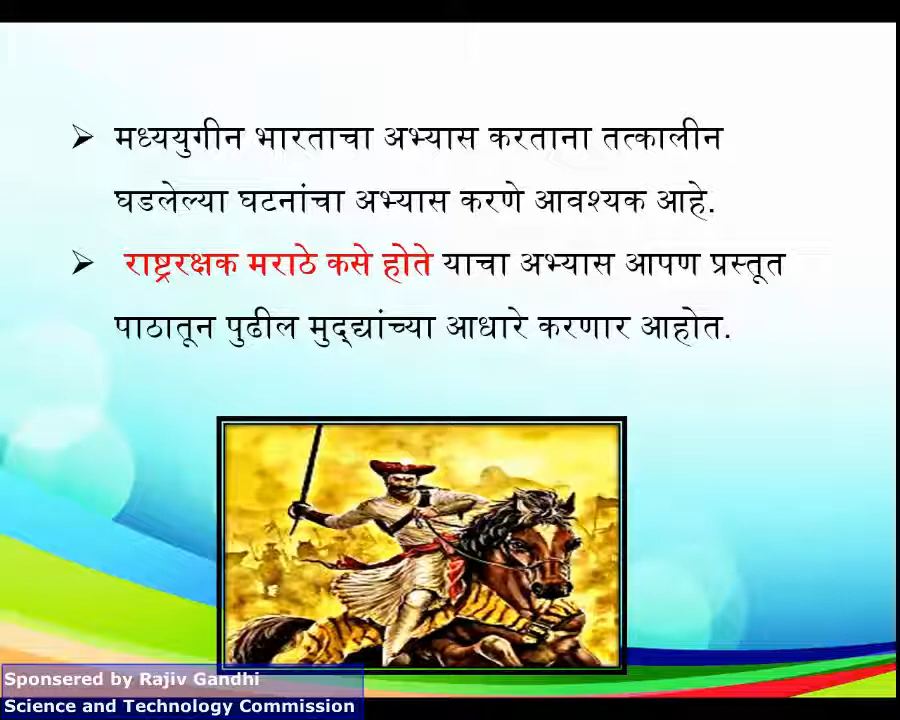 ➢ मध्ययुगीन भारताचा अभ्यास करताना तत्कालीन
घडलेल्या घटनांचा अभ्यास करणे आवश्यक आहे.
➢ राष्ट्ररक्षक मराठे कसे होते याचा अभ्यास आपण प्रस्तूत
पाठातून पुढील मुद्द्यांच्या आधारे करणार आहोत.
Sponsered by Rajiv Gandhi
Science and Technology Commission